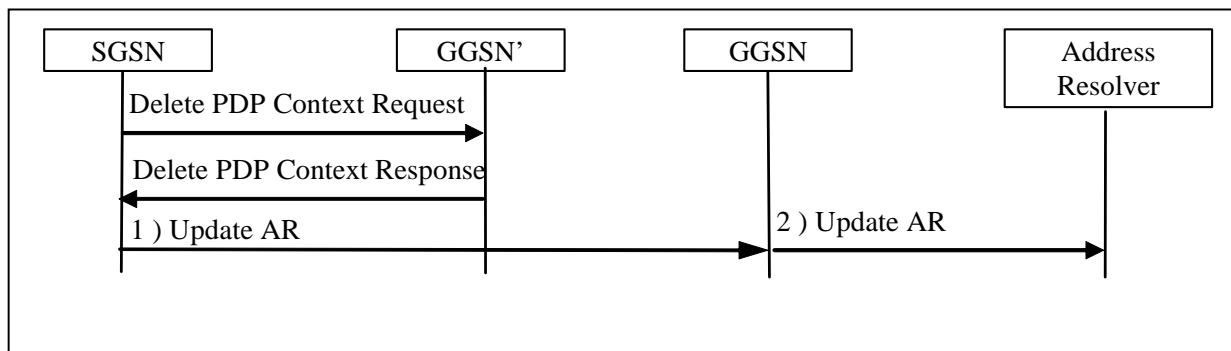 SGSN
GGSN’
GGSN
Address
Resolver
Delete PDP Context Request
Delete PDP Context Response
1 ) Update AR
2 ) Update AR